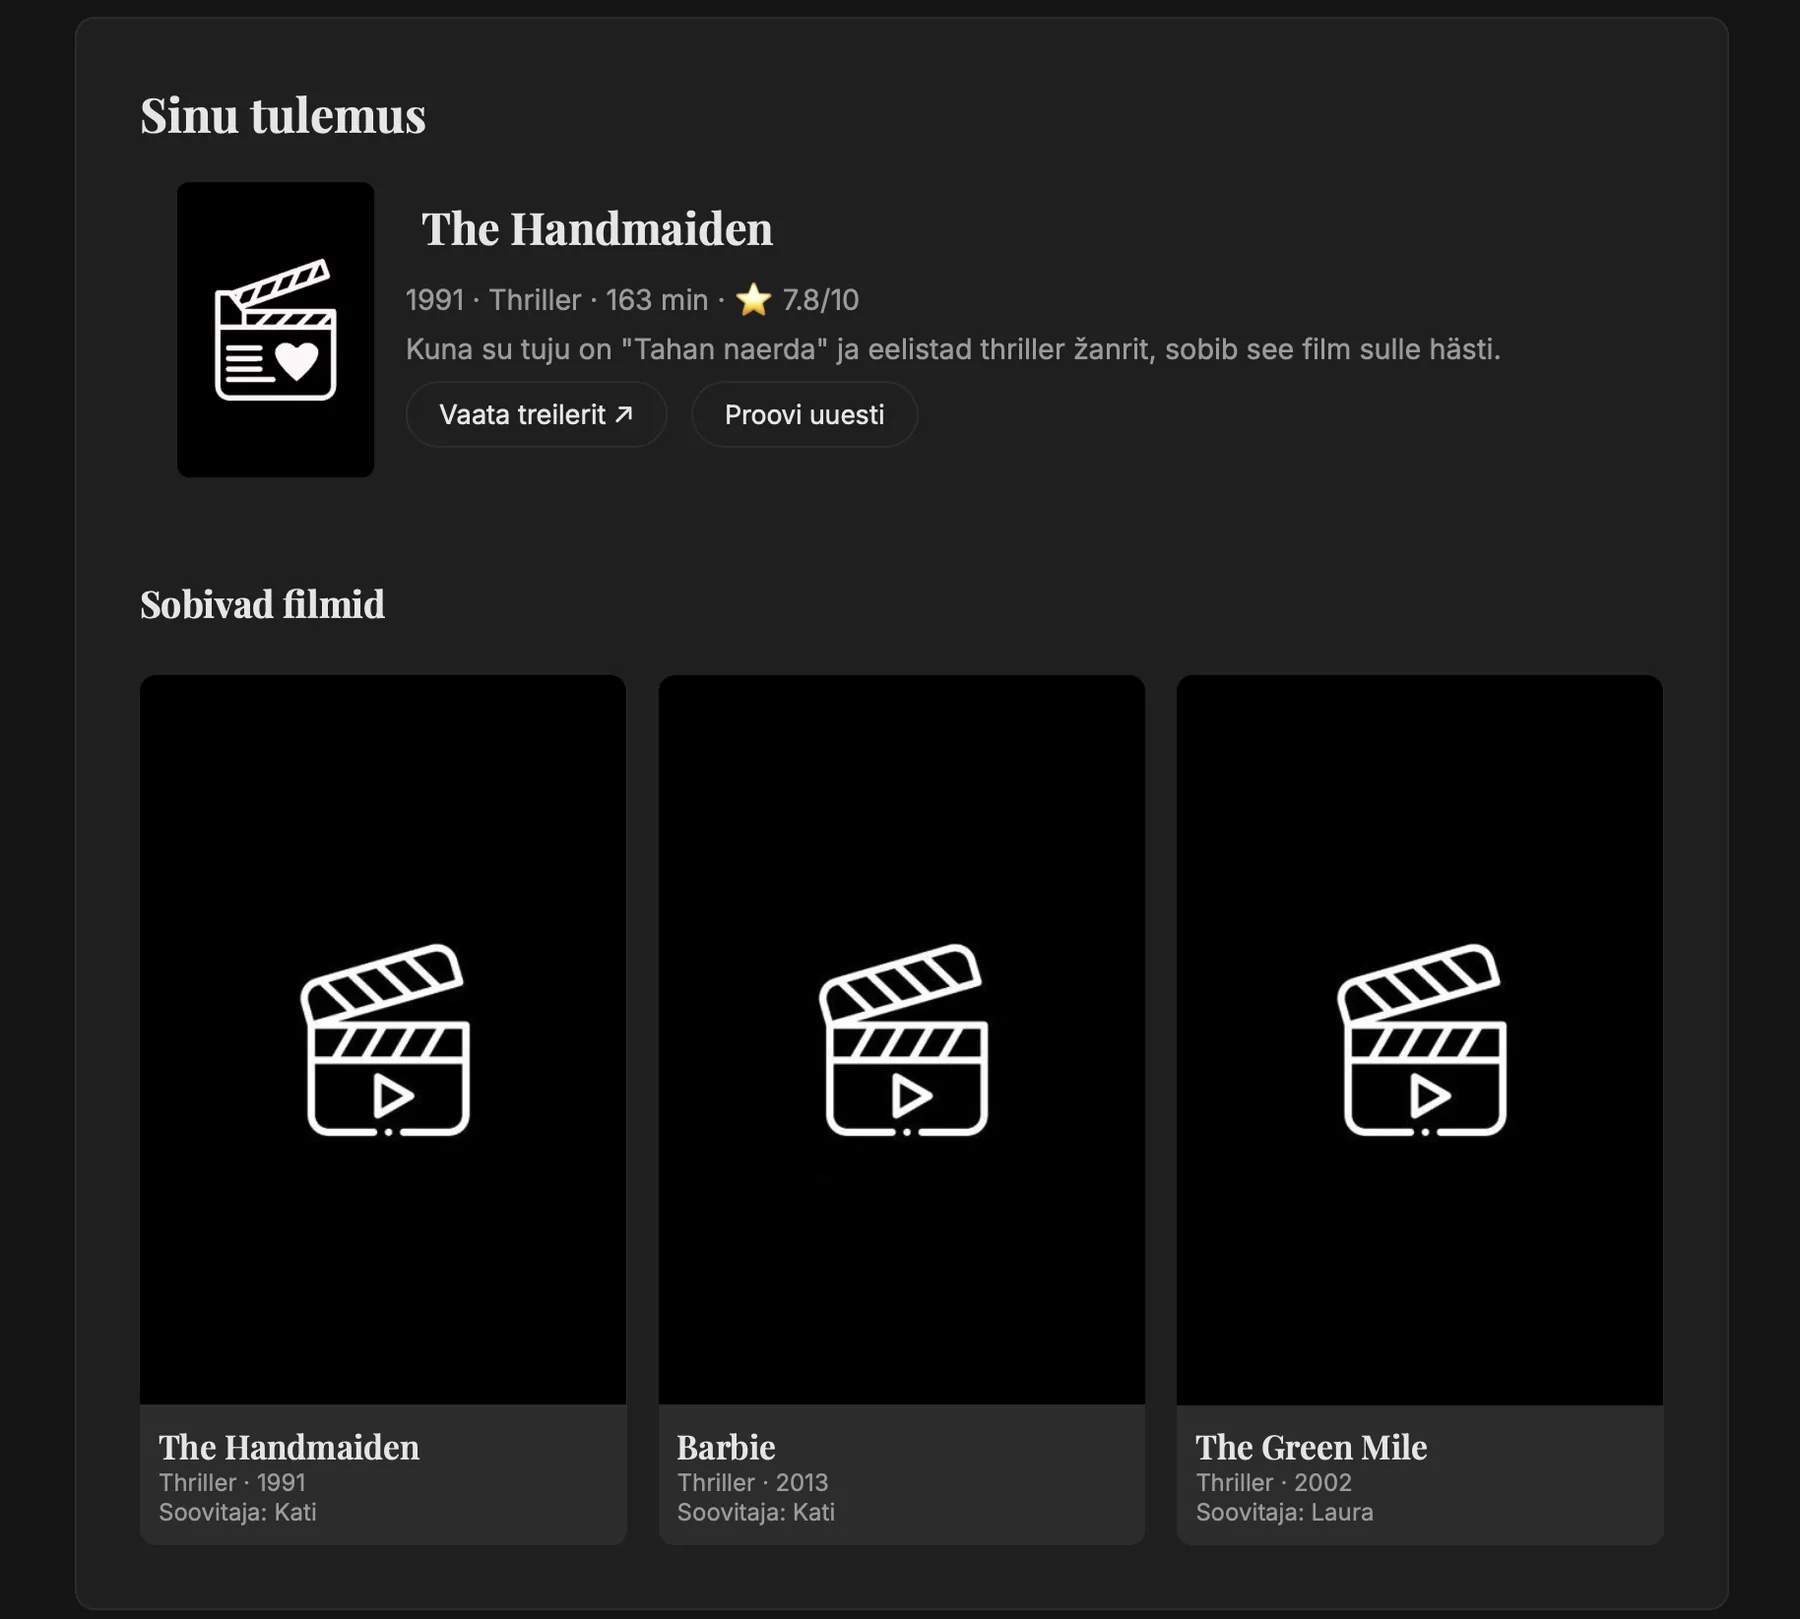 Sinu tulemus
The Handmaiden
1991 · Thriller · 163 min · ⭐ 7.8/10
Kuna su tuju on "Tahan naerda" ja eelistad thriller žanrit, sobib see film sulle hästi.
Vaata treilerit ↗
Proovi uuesti
Sobivad filmid
The Handmaiden
Thriller · 1991
Soovitaja: Kati
Barbie
Thriller · 2013
Soovitaja: Kati
The Green Mile
Thriller · 2002
Soovitaja: Laura